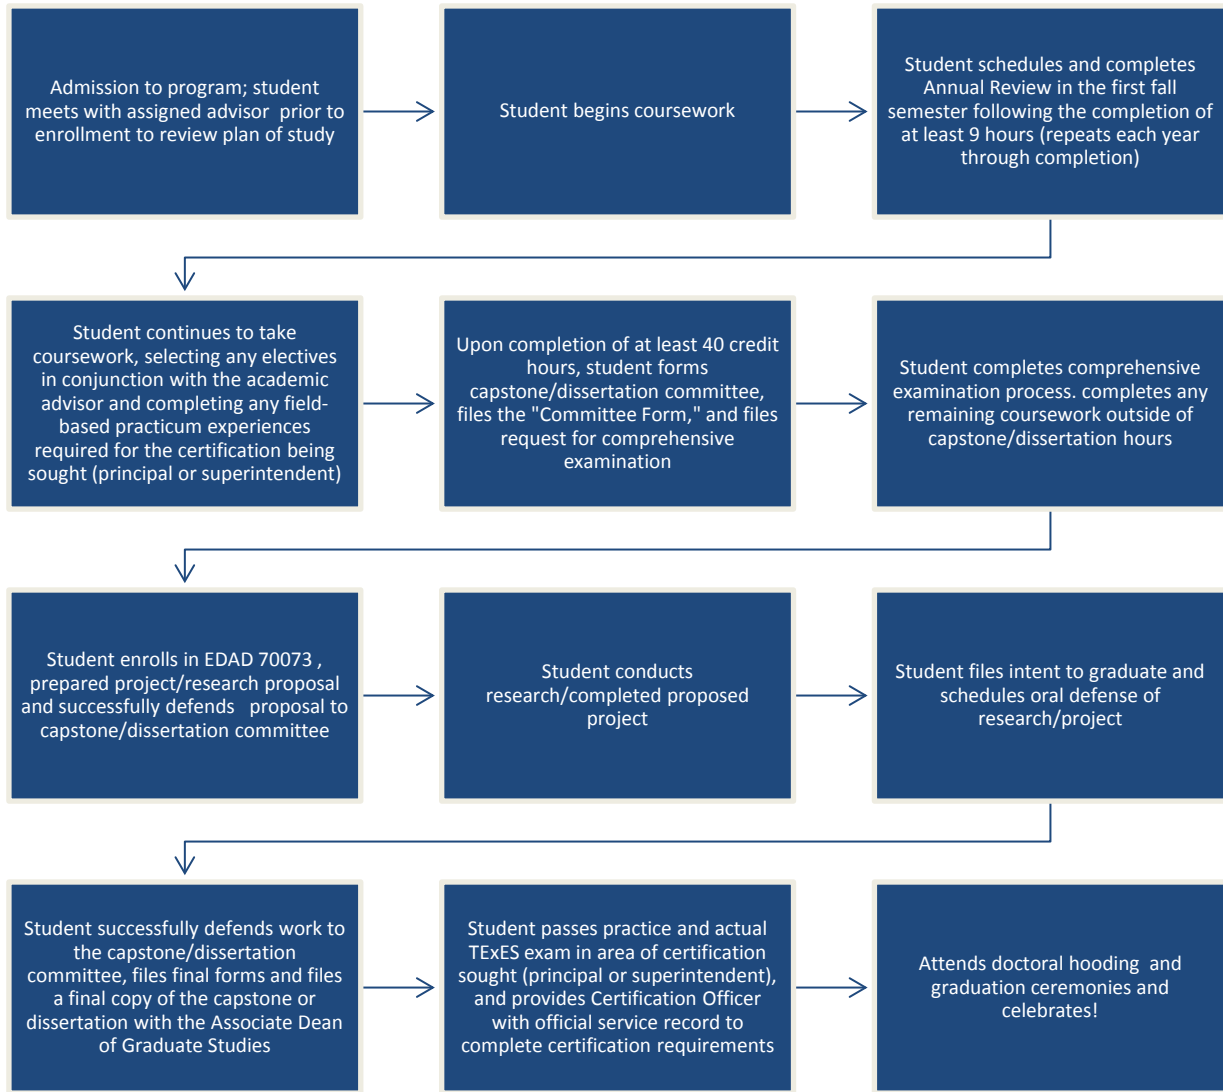 Admission to program; student
meets with assigned advisor  prior to
enrollment to review plan of study
Student begins coursework
Student schedules and completes
Annual Review in the first fall
semester following the completion of
at least 9 hours (repeats each year
through completion)
Student continues to take
coursework, selecting any electives
in conjunction with the academic
advisor and completing any field-
based practicum experiences
required for the certification being
sought (principal or superintendent)
Upon completion of at least 40 credit
hours, student forms
capstone/dissertation committee,
files the "Committee Form," and files
request for comprehensive
examination
Student completes comprehensive
examination process. completes any
remaining coursework outside of
capstone/dissertation hours
Student enrolls in EDAD 70073 ,
prepared project/research proposal
and successfully defends  proposal to
capstone/dissertation committee
Student conducts
research/completed proposed
project
Student files intent to graduate and
schedules oral defense of
research/project
Student successfully defends work to
the capstone/dissertation
committee, files final forms and files
a final copy of the capstone or
dissertation with the Associate Dean
of Graduate Studies
Student passes practice and actual
TExES exam in area of certification
sought (principal or superintendent),
and provides Certification Officer
with official service record to
complete certification requirements
Attends doctoral hooding  and
graduation ceremonies and
celebrates!